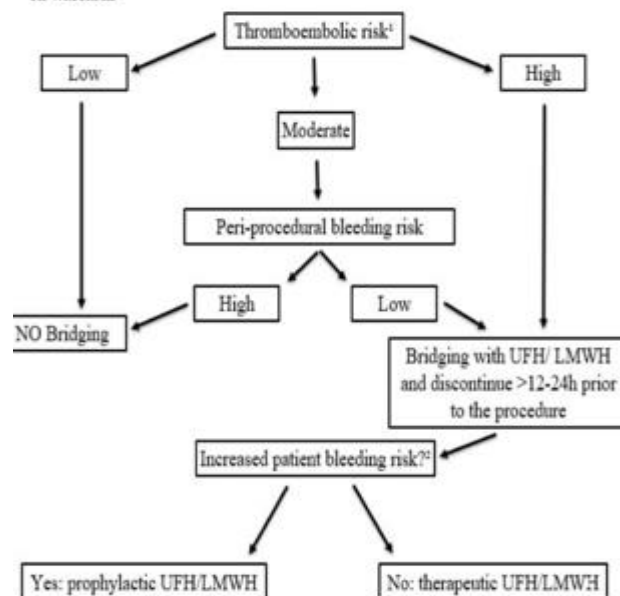 Thromboembolic risk¹
Low
High
Moderate
Peri-procedural bleeding risk
High
Low
NO Bridging
Bridging with UFH/ LMWH
and discontinue >12-24h prior
to the procedure
Increased patient bleeding risk?²
Yes: prophylactic UFH/LMWH
No: therapeutic UFH/LMWH